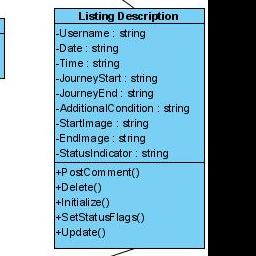 Listing Description
-Username : string
-Date : string
-Time : string
-JourneyStart : string
-JourneyEnd : string
-AdditionalCondition : string
-StartImage : string
-EndImage : string
-StatusIndicator : string
+PostComment()
+Delete()
+Initialize()
+SetStatusFlags()
+Update()